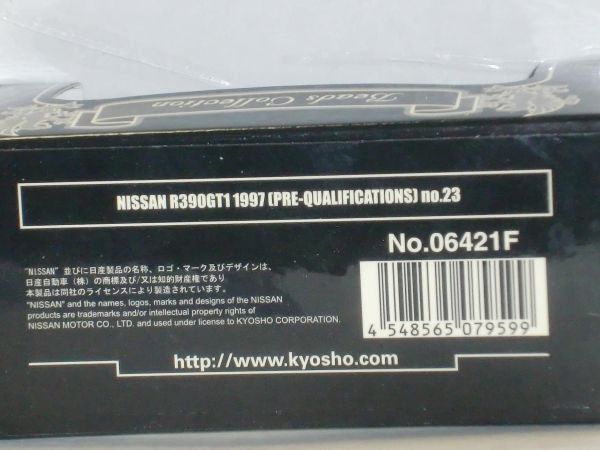 Beads Collection
NISSAN R390GT1 1997 (PRE-QUALIFICATIONS) no.23
No.06421F
"NISSAN" 並びに日産製品の名称、ロゴ・マーク及びデザインは、
日産自動車（株）の商標及び/又は知的財産権であり
本製品は同社のライセンスにより製造されています。
"NISSAN" and the names, logos, marks and designs of the NISSAN
products are trademarks and/or intellectual property rights of
NISSAN MOTOR CO., LTD. and used under license to KYOSHO CORPORATION.
4 548565 079599
http://www.kyosho.com